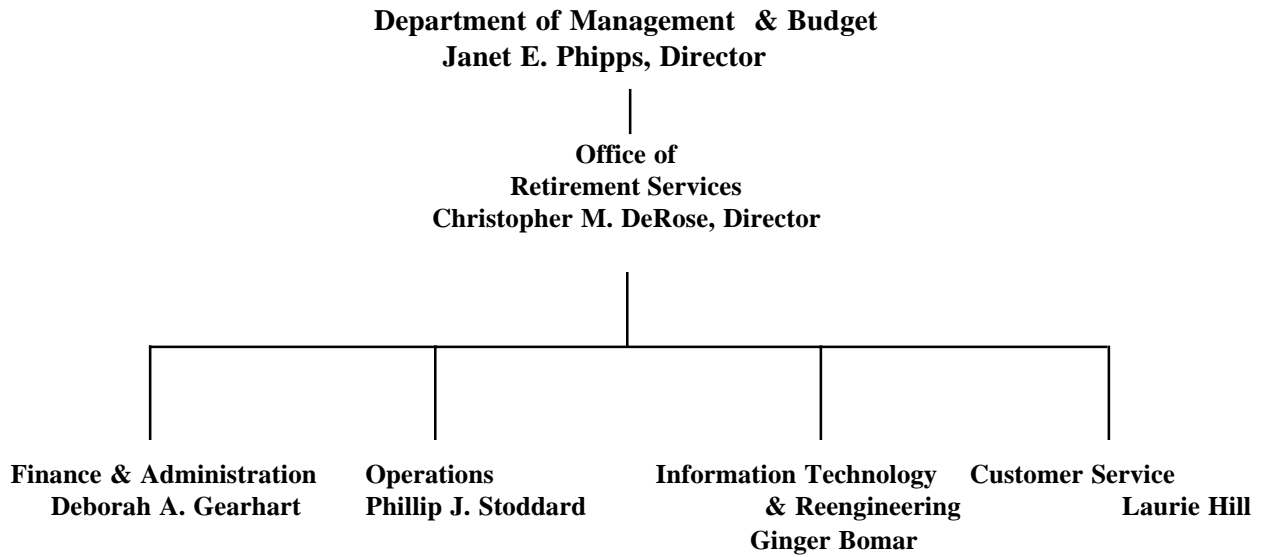 Department of Management & Budget
Janet E. Phipps, Director
Office of
Retirement Services
Christopher M. DeRose, Director
Finance & Administration
Deborah A. Gearhart
Operations
Phillip J. Stoddard
Information Technology
& Reengineering
Ginger Bomar
Customer Service
Laurie Hill